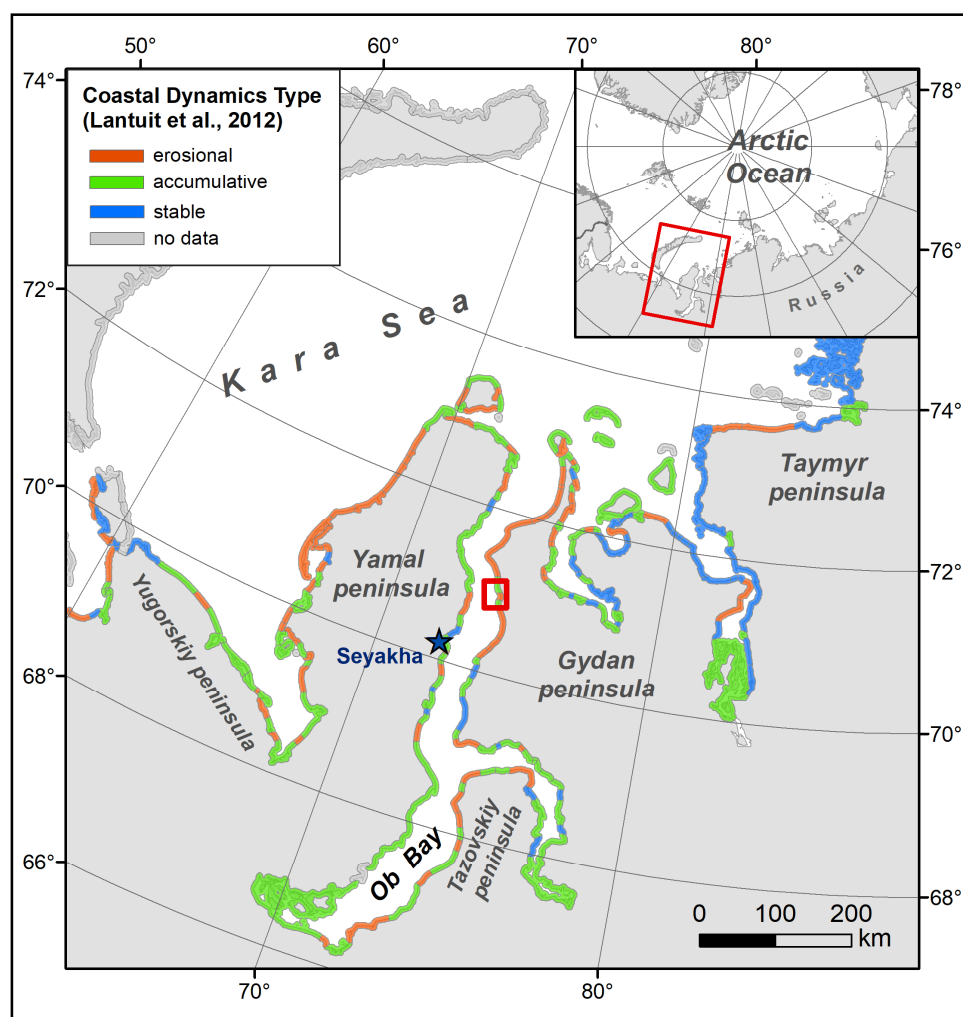 50°
60°
70°
80°
74°
72°
70°
68°
66°
78°
76°
74°
72°
70°
68°
70°
80°
Coastal Dynamics Type
(Lantuit et al., 2012)
erosional
accumulative
stable
no data
Arctic
Ocean
Russia
Kara Sea
Taymyr
peninsula
Yamal
peninsula
Yugorskiy peninsula
Seyakha
Gydan
peninsula
Ob Bay
Tazovskiy
peninsula
0 100 200
km